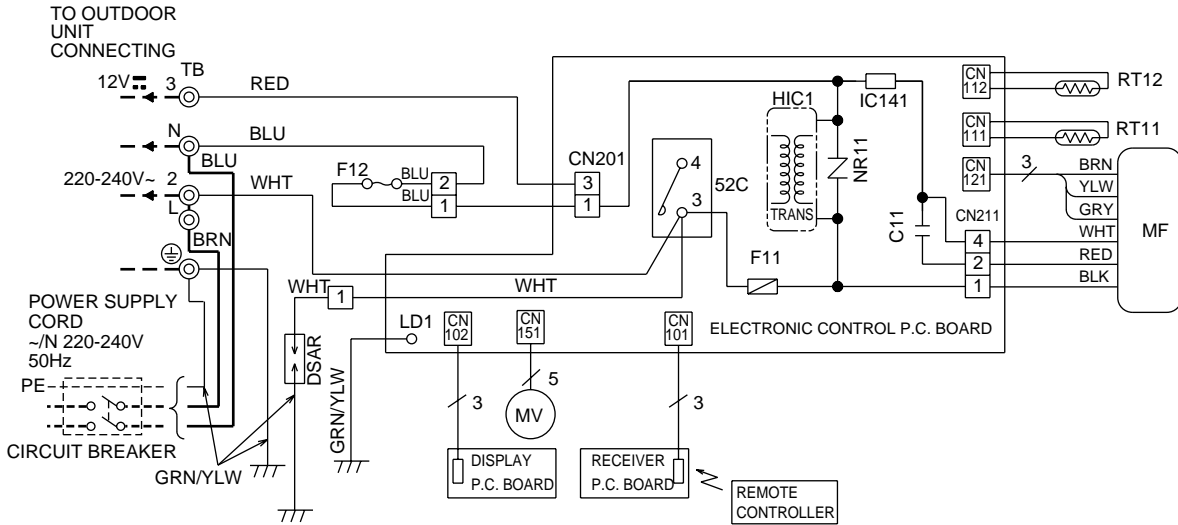 TO OUTDOOR
UNIT
CONNECTING
12V
3
TB
RED
N
BLU
BLU
220-240V~
2
WHT
L
BRN
POWER SUPPLY
CORD
~/N 220-240V
50Hz
PE
CIRCUIT BREAKER
GRN/YLW
F12
BLU
BLU
2
1
CN201
3
1
WHT
1
WHT
DSAR
GRN/YLW
LD1
4
3
52C
HIC1
TRANS
NR11
IC141
C11
F11
CN211
4
2
1
CN
112
RT12
CN
111
RT11
CN
121
3
BRN
YLW
GRY
WHT
RED
BLK
MF
ELECTRONIC CONTROL P.C. BOARD
CN
102
CN
151
CN
101
3
5
3
MV
DISPLAY
P.C. BOARD
RECEIVER
P.C. BOARD
REMOTE
CONTROLLER